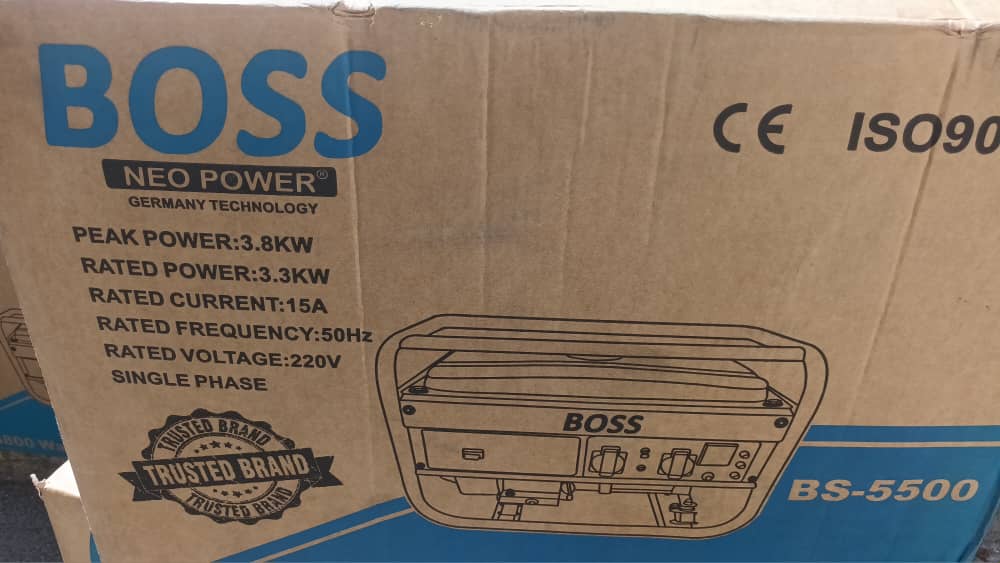 BOSS
NEO POWER®
GERMANY TECHNOLOGY
PEAK POWER:3.8KW
RATED POWER:3.3KW
RATED CURRENT:15A
RATED FREQUENCY:50Hz
RATED VOLTAGE:220V
SINGLE PHASE
TRUSTED BRAND
TRUSTED BRAND
TRUSTED BRAND
CE ISO90
BOSS
BS-5500